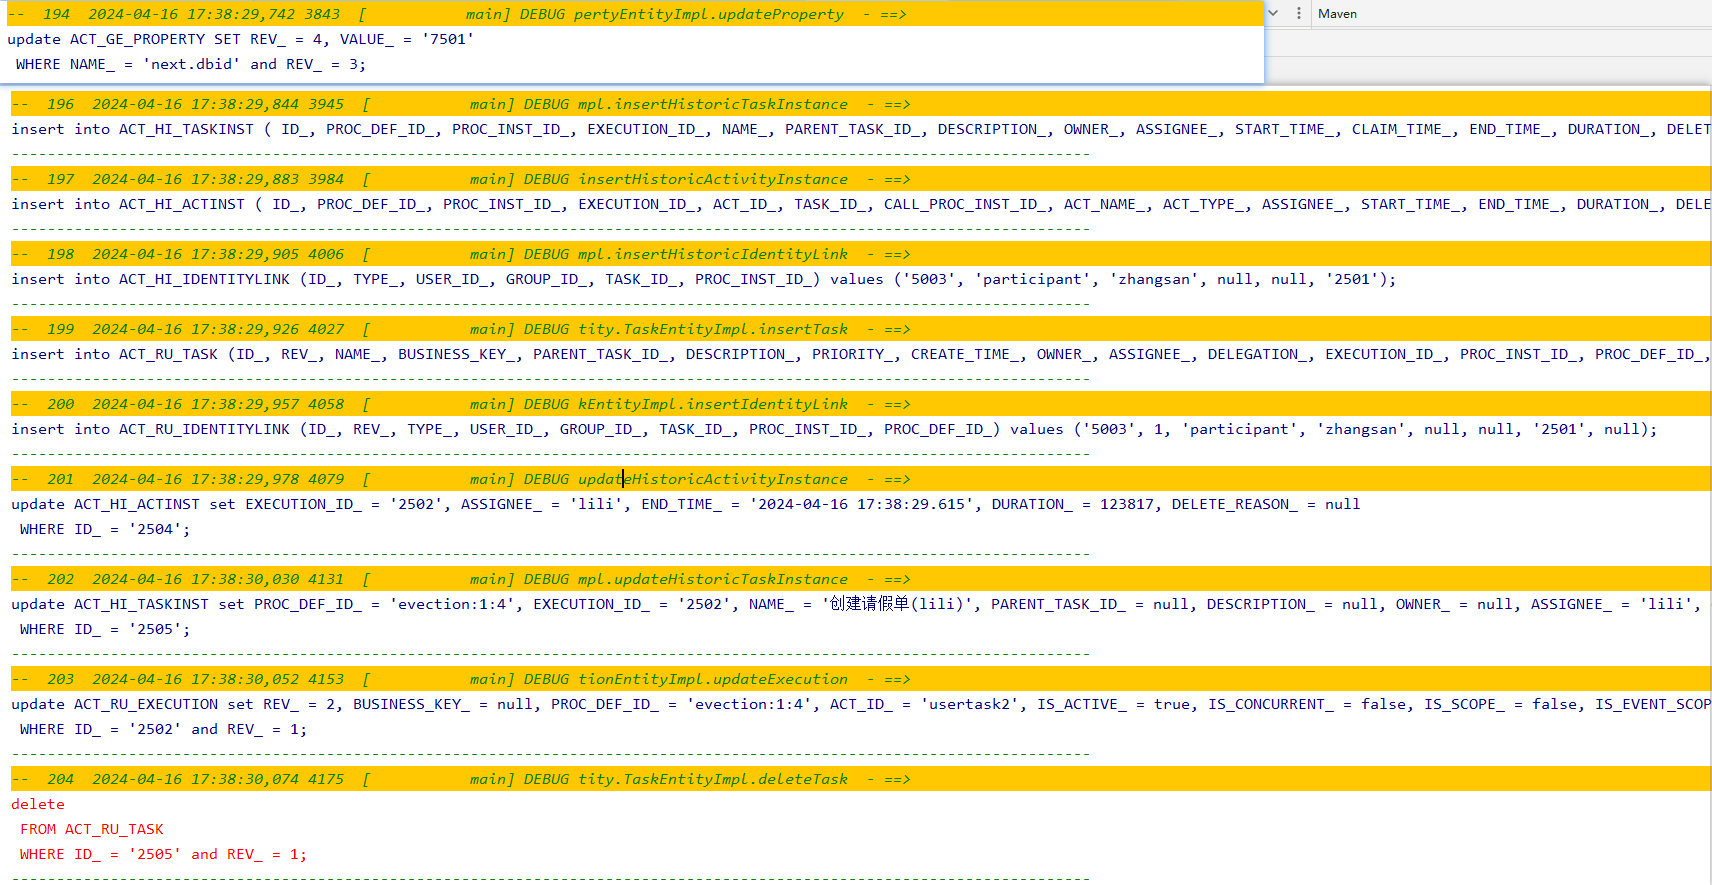 --  194  2024-04-16 17:38:29,742 3843  [           main] DEBUG pertyEntityImpl.updateProperty  - ==>
Maven
update ACT_GE_PROPERTY SET REV_ = 4, VALUE_ = '7501'
WHERE NAME_ = 'next.dbid' and REV_ = 3;
--  196  2024-04-16 17:38:29,844 3945  [           main] DEBUG mpl.insertHistoricTaskInstance  - ==>
insert into ACT_HI_TASKINST ( ID_, PROC_DEF_ID_, PROC_INST_ID_, EXECUTION_ID_, NAME_, PARENT_TASK_ID_, DESCRIPTION_, OWNER_, ASSIGNEE_, START_TIME_, CLAIM_TIME_, END_TIME_, DURATION_, DELET
------------------------------------------------------------------------------------------------------------------------
--  197  2024-04-16 17:38:29,883 3984  [           main] DEBUG insertHistoricActivityInstance  - ==>
insert into ACT_HI_ACTINST ( ID_, PROC_DEF_ID_, PROC_INST_ID_, EXECUTION_ID_, ACT_ID_, TASK_ID_, CALL_PROC_INST_ID_, ACT_NAME_, ACT_TYPE_, ASSIGNEE_, START_TIME_, END_TIME_, DURATION_, DELE
------------------------------------------------------------------------------------------------------------------------
--  198  2024-04-16 17:38:29,905 4006  [           main] DEBUG mpl.insertHistoricIdentityLink  - ==>
insert into ACT_HI_IDENTITYLINK (ID_, TYPE_, USER_ID_, GROUP_ID_, TASK_ID_, PROC_INST_ID_) values ('5003', 'participant', 'zhangsan', null, null, '2501');
------------------------------------------------------------------------------------------------------------------------
--  199  2024-04-16 17:38:29,926 4027  [           main] DEBUG tity.TaskEntityImpl.insertTask  - ==>
insert into ACT_RU_TASK (ID_, REV_, NAME_, BUSINESS_KEY_, PARENT_TASK_ID_, DESCRIPTION_, PRIORITY_, CREATE_TIME_, OWNER_, ASSIGNEE_, DELEGATION_, EXECUTION_ID_, PROC_INST_ID_, PROC_DEF_ID_,
------------------------------------------------------------------------------------------------------------------------
--  200  2024-04-16 17:38:29,957 4058  [           main] DEBUG kEntityImpl.insertIdentityLink  - ==>
insert into ACT_RU_IDENTITYLINK (ID_, REV_, TYPE_, USER_ID_, GROUP_ID_, TASK_ID_, PROC_INST_ID_, PROC_DEF_ID_) values ('5003', 1, 'participant', 'zhangsan', null, null, '2501', null);
------------------------------------------------------------------------------------------------------------------------
--  201  2024-04-16 17:38:29,978 4079  [           main] DEBUG updateHistoricActivityInstance  - ==>
update ACT_HI_ACTINST set EXECUTION_ID_ = '2502', ASSIGNEE_ = 'lili', END_TIME_ = '2024-04-16 17:38:29.615', DURATION_ = 123817, DELETE_REASON_ = null
WHERE ID_ = '2504';
------------------------------------------------------------------------------------------------------------------------
--  202  2024-04-16 17:38:30,030 4131  [           main] DEBUG mpl.updateHistoricTaskInstance  - ==>
update ACT_HI_TASKINST set PROC_DEF_ID_ = 'evection:1:4', EXECUTION_ID_ = '2502', NAME_ = '创建请假单(lili)', PARENT_TASK_ID_ = null, DESCRIPTION_ = null, OWNER_ = null, ASSIGNEE_ = 'lili',
WHERE ID_ = '2505';
------------------------------------------------------------------------------------------------------------------------
--  203  2024-04-16 17:38:30,052 4153  [           main] DEBUG tionEntityImpl.updateExecution  - ==>
update ACT_RU_EXECUTION set REV_ = 2, BUSINESS_KEY_ = null, PROC_DEF_ID_ = 'evection:1:4', ACT_ID_ = 'usertask2', IS_ACTIVE_ = true, IS_CONCURRENT_ = false, IS_SCOPE_ = false, IS_EVENT_SCOP
WHERE ID_ = '2502' and REV_ = 1;
------------------------------------------------------------------------------------------------------------------------
--  204  2024-04-16 17:38:30,074 4175  [           main] DEBUG tity.TaskEntityImpl.deleteTask  - ==>
delete
FROM ACT_RU_TASK
WHERE ID_ = '2505' and REV_ = 1;
------------------------------------------------------------------------------------------------------------------------